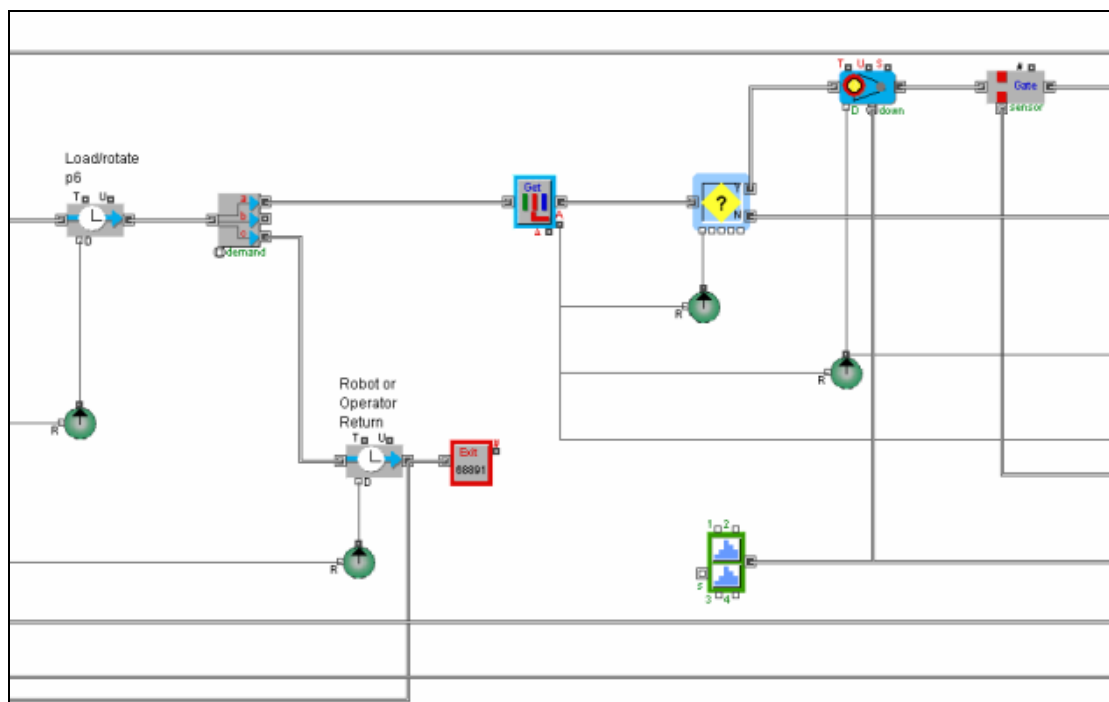 T U S
#
Gate
D
down
sensor
Load/rotate
p6
T U
D
a
b
c
demand
Get
A
Δ
?
Y
N
R
R
R
Robot or
Operator
Return
T U
D
Exit
68891
#
R
1 2
s
3 4